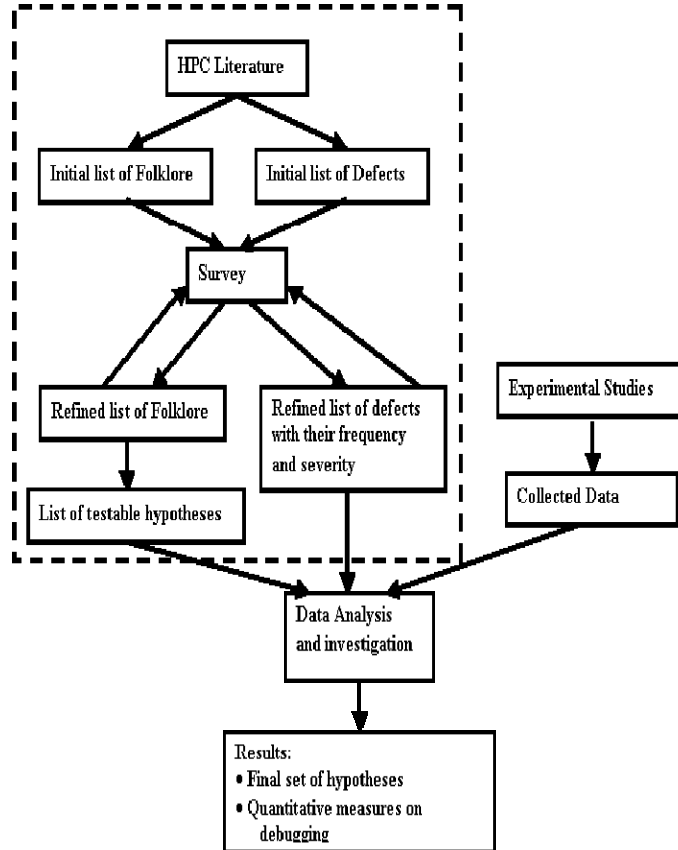 HPC Literature
Initial list of Folklore
Initial list of Defects
Survey
Refined list of Folklore
Refined list of defects
with their frequency
and severity
Experimental Studies
List of testable hypotheses
Collected Data
Data Analysis
and investigation
Results:
• Final set of hypotheses
• Quantitative measures on
debugging